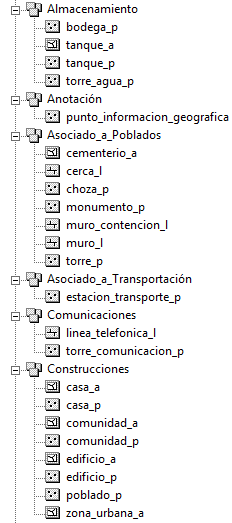 Almacenamiento
bodega_p
tanque_a
tanque_p
torre_agua_p
Anotación
punto_informacion_geografica
Asociado_a_Poblados
cementerio_a
cerca_l
choza_p
monumento_p
muro_contencion_l
muro_l
torre_p
Asociado_a_Transportación
estacion_transporte_p
Comunicaciones
linea_telefonica_l
torre_comunicacion_p
Construcciones
casa_a
casa_p
comunidad_a
comunidad_p
edificio_a
edificio_p
poblado_p
zona_urbana_a